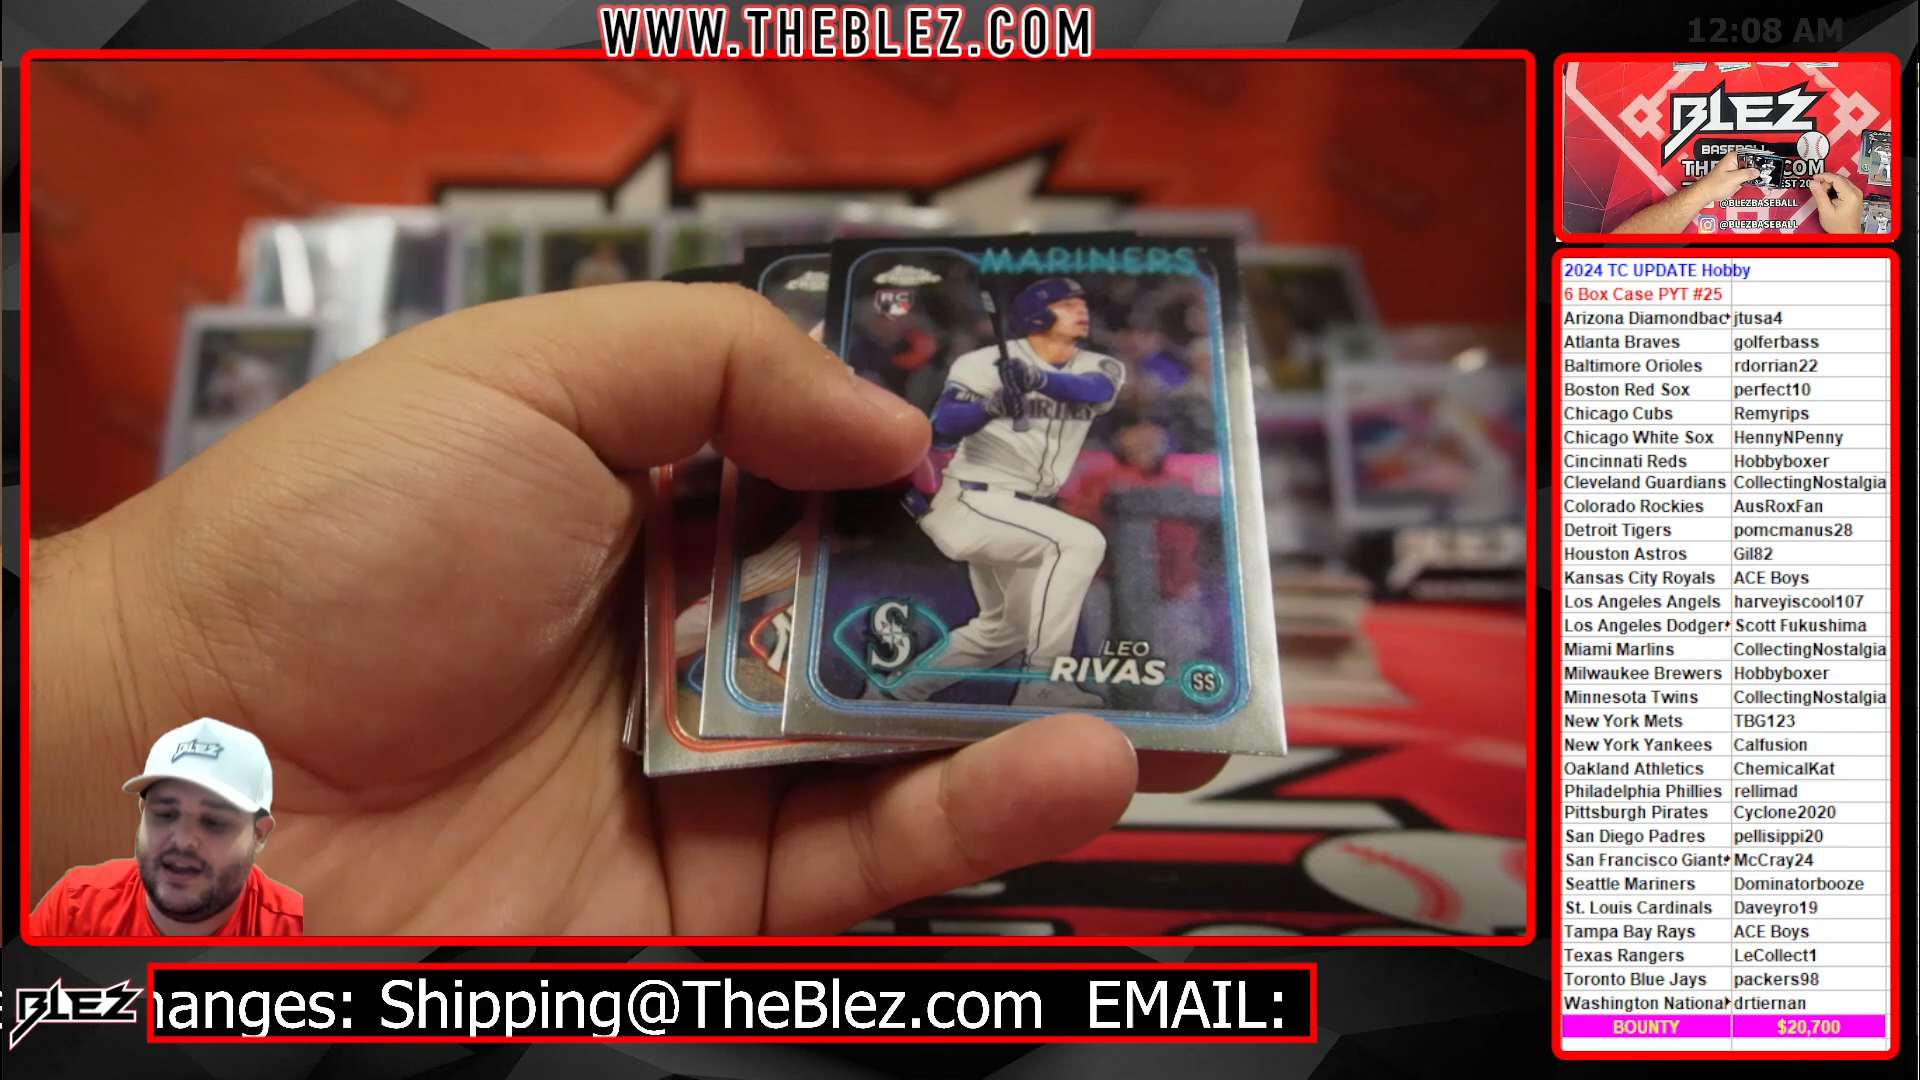 WWW.THEBLEZ.COM
12:08 AM
MARINERS
RC
LEO
RIVAS
SS
S
BLEZ
BASEBALL
COM
@BLEZBASEBALL
@BLEZBASEBALL
2024 TC UPDATE Hobby
6 Box Case PYT #25
Arizona Diamondbac jtusa4
Atlanta Braves golferbass
Baltimore Orioles rdorrian22
Boston Red Sox perfect10
Chicago Cubs Remyrips
Chicago White Sox HennyNPenny
Cincinnati Reds Hobbyboxer
Cleveland Guardians CollectingNostalgia
Colorado Rockies AusRoxFan
Detroit Tigers pomcmanus28
Houston Astros Gil82
Kansas City Royals ACE Boys
Los Angeles Angels harveyiscool107
Los Angeles Dodger Scott Fukushima
Miami Marlins CollectingNostalgia
Milwaukee Brewers Hobbyboxer
Minnesota Twins CollectingNostalgia
New York Mets TBG123
New York Yankees Calfusion
Oakland Athletics ChemicalKat
Philadelphia Phillies rellimad
Pittsburgh Pirates Cyclone2020
San Diego Padres pellisippi20
San Francisco Giant McCray24
Seattle Mariners Dominatorbooze
St. Louis Cardinals Daveyro19
Tampa Bay Rays ACE Boys
Texas Rangers LeCollect1
Toronto Blue Jays packers98
Washington Nationa drtiernan
BOUNTY $20,700
BLEZ
BLEZ
hanges: Shipping@TheBlez.com EMAIL: